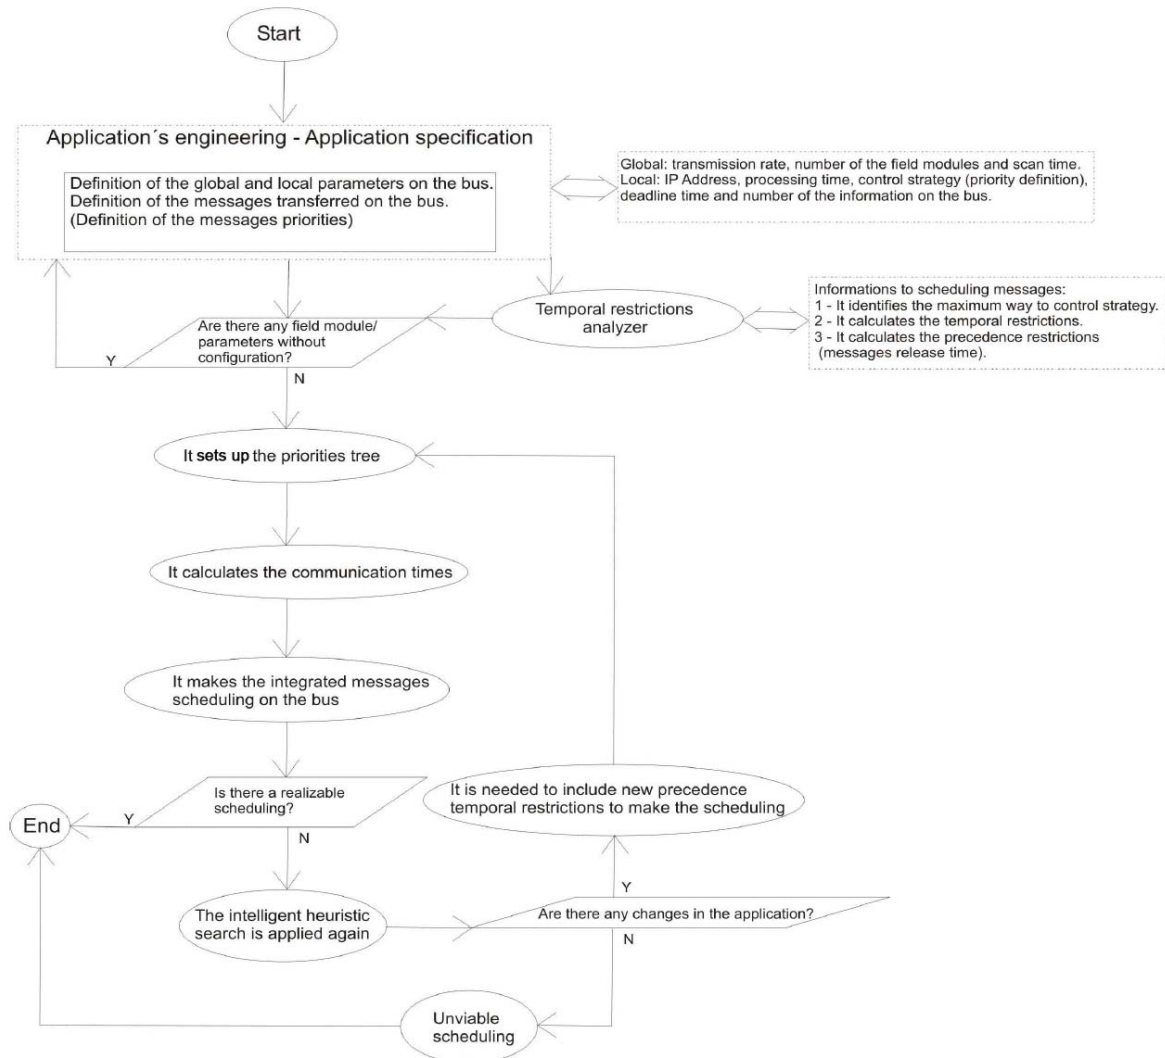 Start
Application´s engineering - Application specification
Definition of the global and local parameters on the bus.
Definition of the messages transferred on the bus.
(Definition of the messages priorities)
Global: transmission rate, number of the field modules and scan time.
Local: IP Address, processing time, control strategy (priority definition),
deadline time and number of the information on the bus.
Temporal restrictions
analyzer
Informations to scheduling messages:
1 - It identifies the maximum way to control strategy.
2 - It calculates the temporal restrictions.
3 - It calculates the precedence restrictions
(messages release time).
Are there any field module/
parameters without
configuration?
Y
N
It sets up the priorities tree
It calculates the communication times
It makes the integrated messages
scheduling on the bus
Is there a realizable
scheduling?
Y
N
End
It is needed to include new precedence
temporal restrictions to make the scheduling
The intelligent heuristic
search is applied again
Y
Are there any changes in the application?
N
Unviable
scheduling